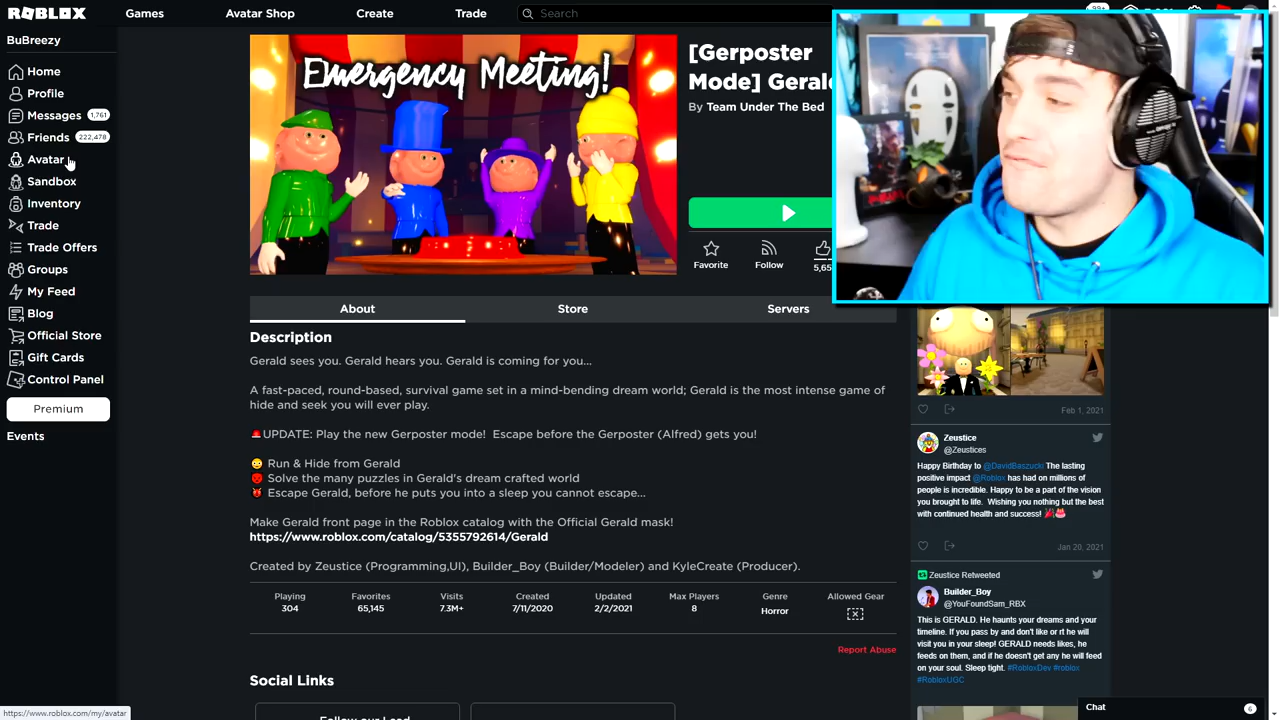 ROBLOX
Games
Avatar Shop
Create
Trade
Search
99+
BuBreezy
Home
Profile
Messages 1,761
Friends 222,478
Avatar
Sandbox
Inventory
Trade
Trade Offers
Groups
My Feed
Blog
Official Store
Gift Cards
Control Panel
Premium
Events
Emergency Meeting!
[Gerposter
Mode] Gerald
By Team Under The Bed
Favorite
Follow
5,65
About
Store
Servers
Description
Gerald sees you. Gerald hears you. Gerald is coming for you...
A fast-paced, round-based, survival game set in a mind-bending dream world; Gerald is the most intense game of
hide and seek you will ever play.
🚨UPDATE: Play the new Gerposter mode! Escape before the Gerposter (Alfred) gets you!
Run & Hide from Gerald
Solve the many puzzles in Gerald's dream crafted world
Escape Gerald, before he puts you into a sleep you cannot escape...
Make Gerald front page in the Roblox catalog with the Official Gerald mask!
https://www.roblox.com/catalog/5355792614/Gerald
Created by Zeustice (Programming,UI), Builder_Boy (Builder/Modeler) and KyleCreate (Producer).
Playing
304
Favorites
65,145
Visits
7.3M+
Created
7/11/2020
Updated
2/2/2021
Max Players
8
Genre
Horror
Allowed Gear
Report Abuse
Social Links
Feb 1, 2021
Zeustice
@Zeustices
Happy Birthday to @DavidBaszucki The lasting
positive impact @Roblox has had on millions of
people is incredible. Happy to be a part of the vision
you brought to life. Wishing you nothing but the best
with continued health and success! 🎉🎂
Jan 20, 2021
Zeustice Retweeted
Builder_Boy
@YouFoundSam_RBX
This is GERALD. He haunts your dreams and your
timeline. If you pass by and don't like or rt he will
visit you in your sleep! GERALD needs likes, he
feeds on them, and if he doesn't get any he will feed
on your soul. Sleep tight. #RobloxDev #roblox
#RobloxUGC
Chat
6
https://www.roblox.com/my/avatar